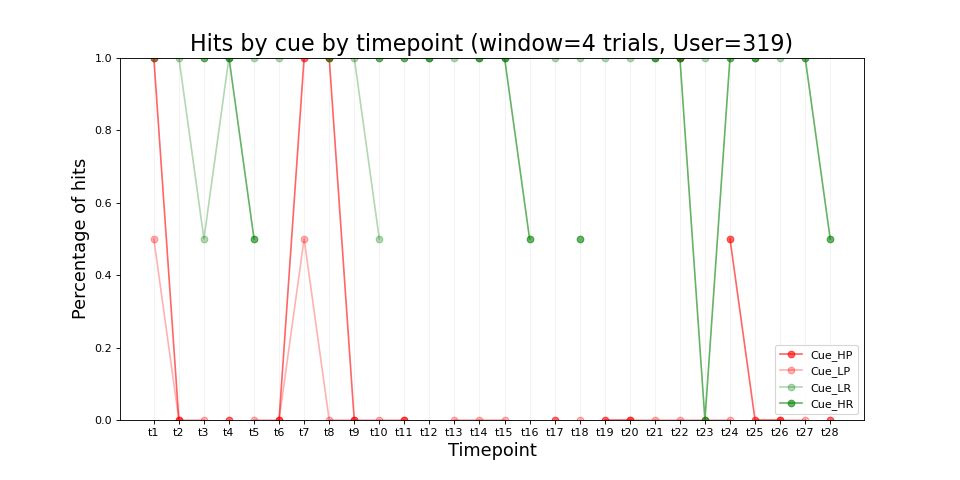 Hits by cue by timepoint (window=4 trials, User=319)
Percentage of hits
1.0
0.8
0.6
0.4
0.2
0.0
t1 t2 t3 t4 t5 t6 t7 t8 t9 t10 t11 t12 t13 t14 t15 t16 t17 t18 t19 t20 t21 t22 t23 t24 t25 t26 t27 t28
Timepoint
Cue_HP
Cue_LP
Cue_LR
Cue_HR